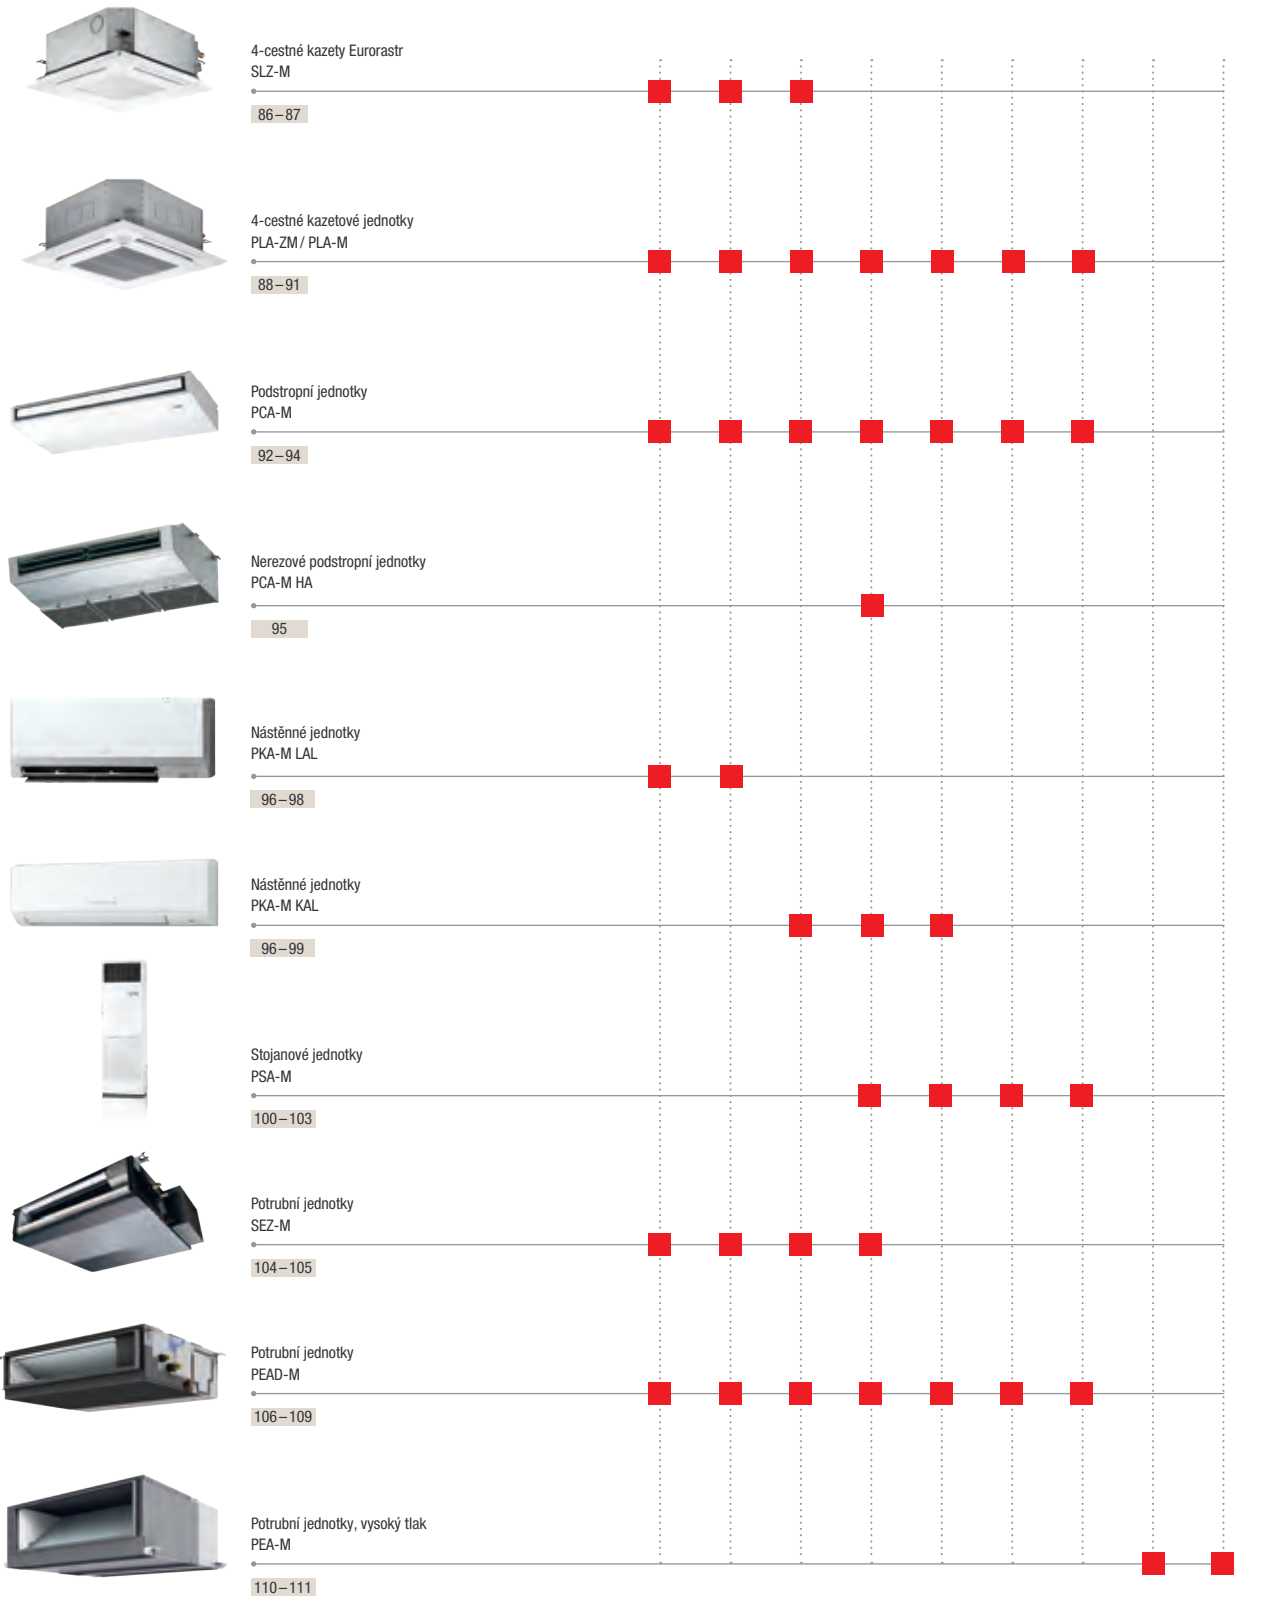 4-cestné kazety Eurorastr
SLZ-M
86–87
4-cestné kazetové jednotky
PLA-ZM / PLA-M
88–91
Podstropní jednotky
PCA-M
92–94
Nerezové podstropní jednotky
PCA-M HA
95
Nástěnné jednotky
PKA-M LAL
96–98
Nástěnné jednotky
PKA-M KAL
96–99
Stojanové jednotky
PSA-M
100–103
Potrubní jednotky
SEZ-M
104–105
Potrubní jednotky
PEAD-M
106–109
Potrubní jednotky, vysoký tlak
PEA-M
110–111